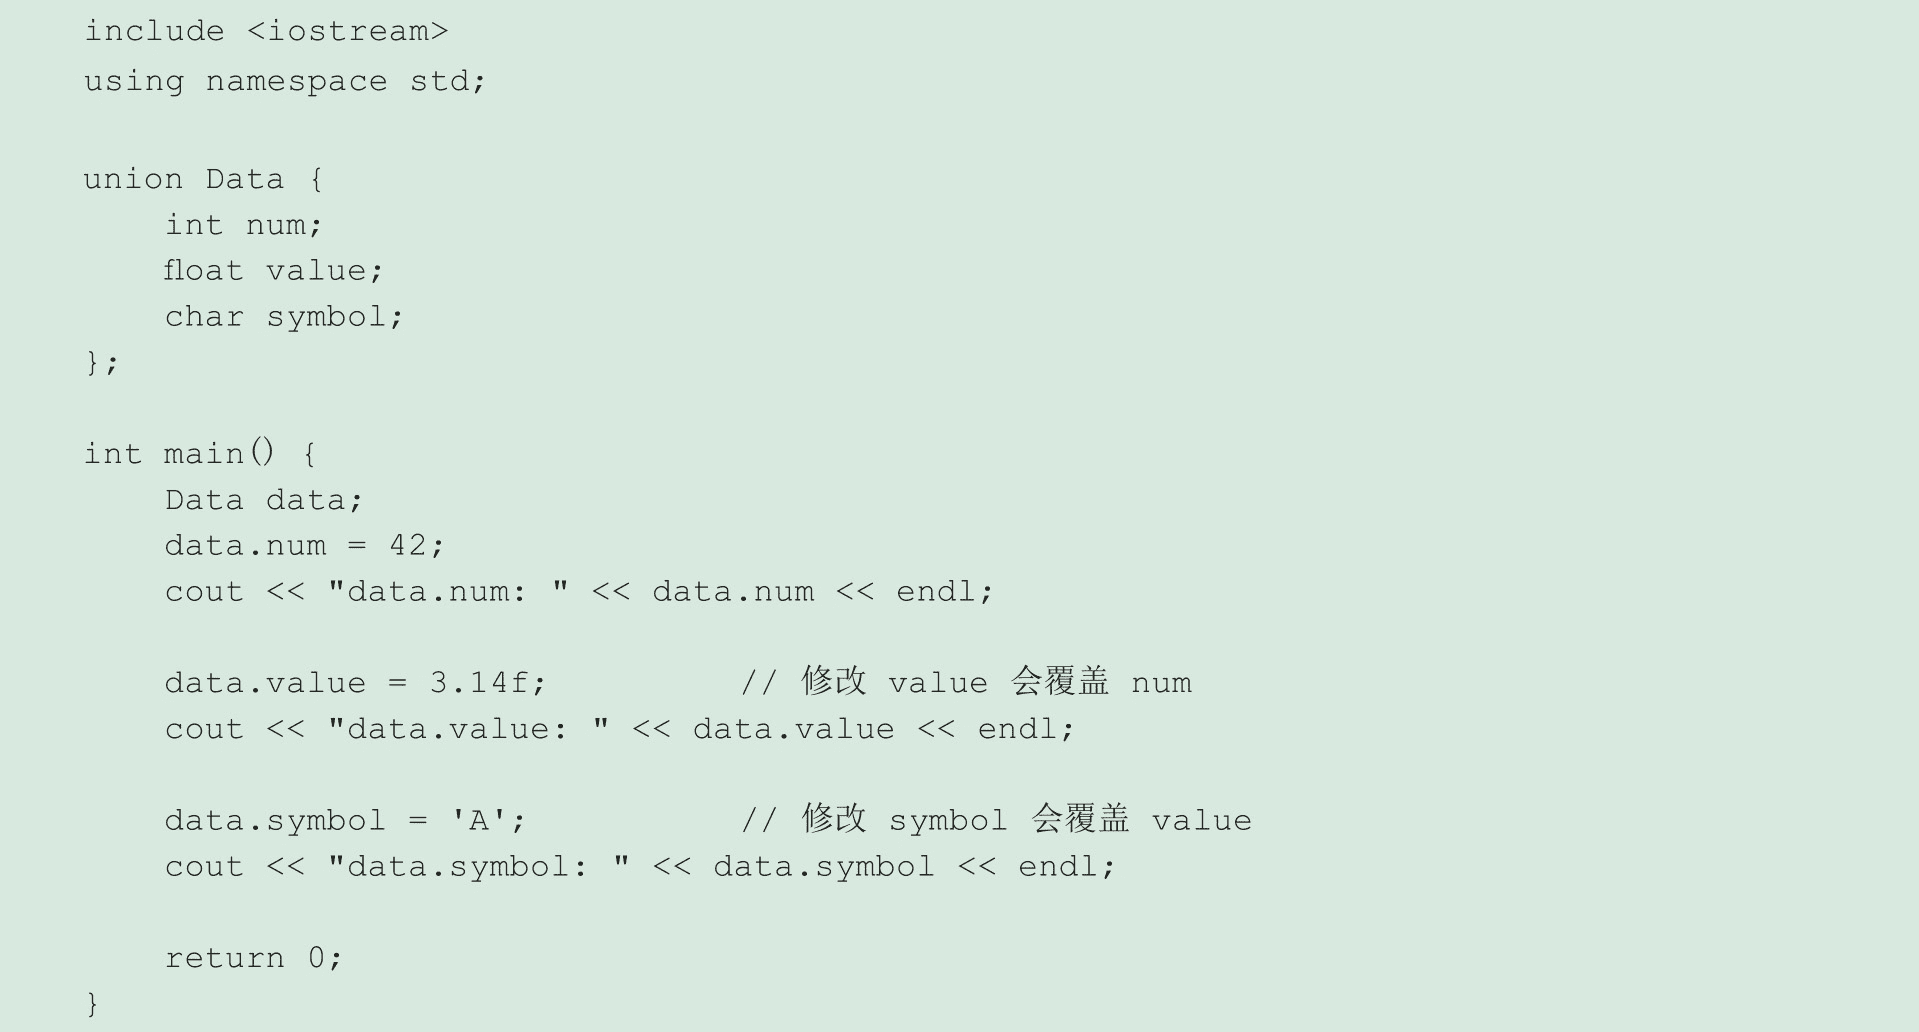 include <iostream>
using namespace std;
union Data {
    int num;
    float value;
    char symbol;
};
int main() {
    Data data;
    data.num = 42;
    cout << "data.num: " << data.num << endl;
    data.value = 3.14f;          // 修改 value 会覆盖 num
    cout << "data.value: " << data.value << endl;
    data.symbol = 'A';           // 修改 symbol 会覆盖 value
    cout << "data.symbol: " << data.symbol << endl;
    return 0;
}